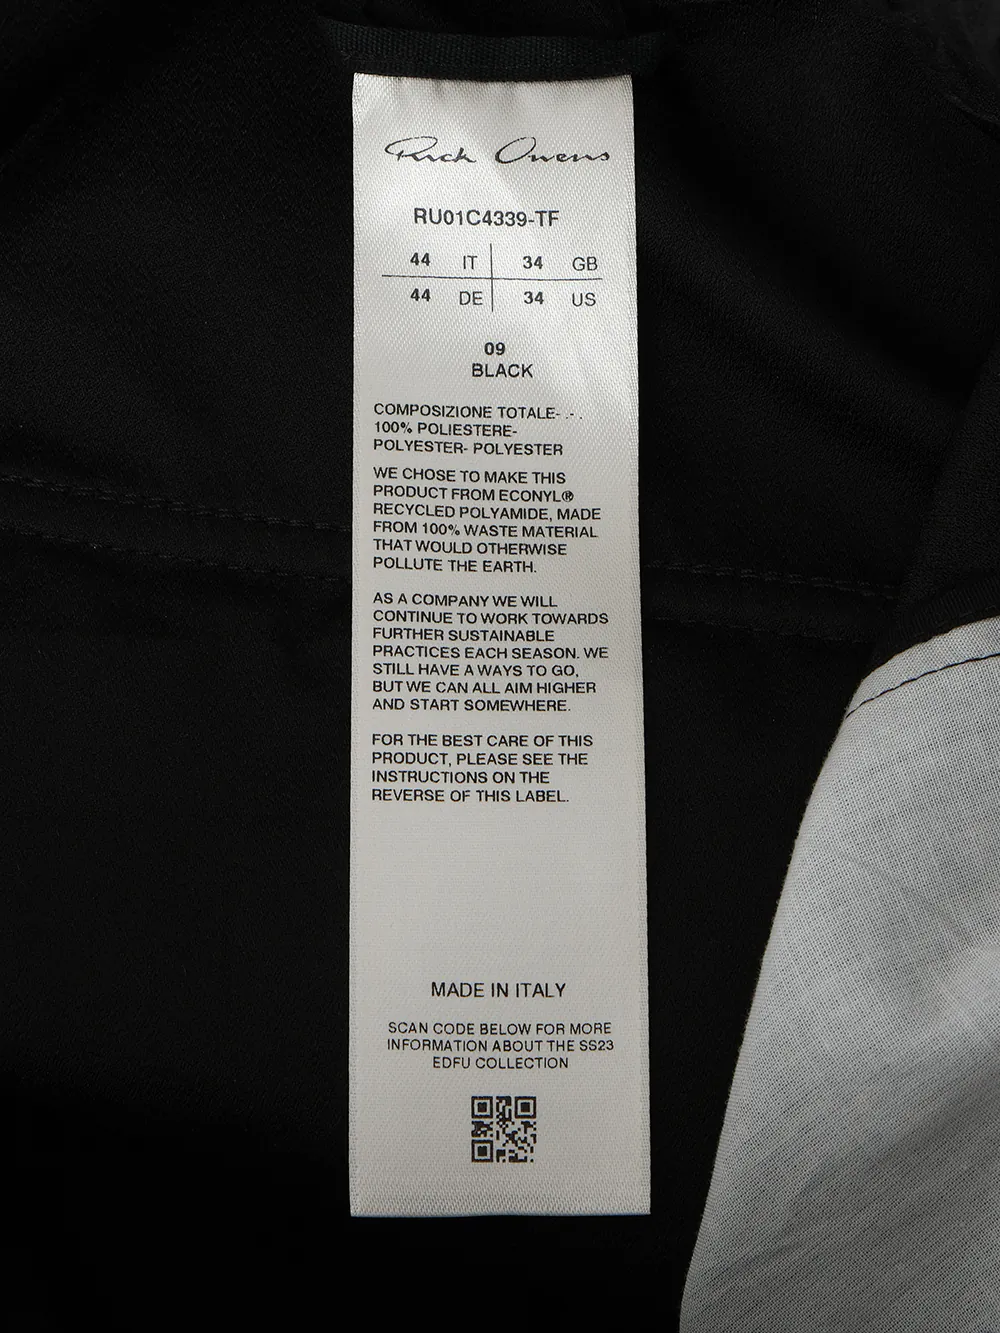 Rick Owens
RU01C4339-TF
44 IT 34 GB
44 DE 34 US
09
BLACK
COMPOSIZIONE TOTALE- .- .
100% POLIESTERE-
POLYESTER- POLYESTER
WE CHOSE TO MAKE THIS
PRODUCT FROM ECONYL®
RECYCLED POLYAMIDE, MADE
FROM 100% WASTE MATERIAL
THAT WOULD OTHERWISE
POLLUTE THE EARTH.
AS A COMPANY WE WILL
CONTINUE TO WORK TOWARDS
FURTHER SUSTAINABLE
PRACTICES EACH SEASON. WE
STILL HAVE A WAYS TO GO,
BUT WE CAN ALL AIM HIGHER
AND START SOMEWHERE.
FOR THE BEST CARE OF THIS
PRODUCT, PLEASE SEE THE
INSTRUCTIONS ON THE
REVERSE OF THIS LABEL.
MADE IN ITALY
SCAN CODE BELOW FOR MORE
INFORMATION ABOUT THE SS23
EDFU COLLECTION